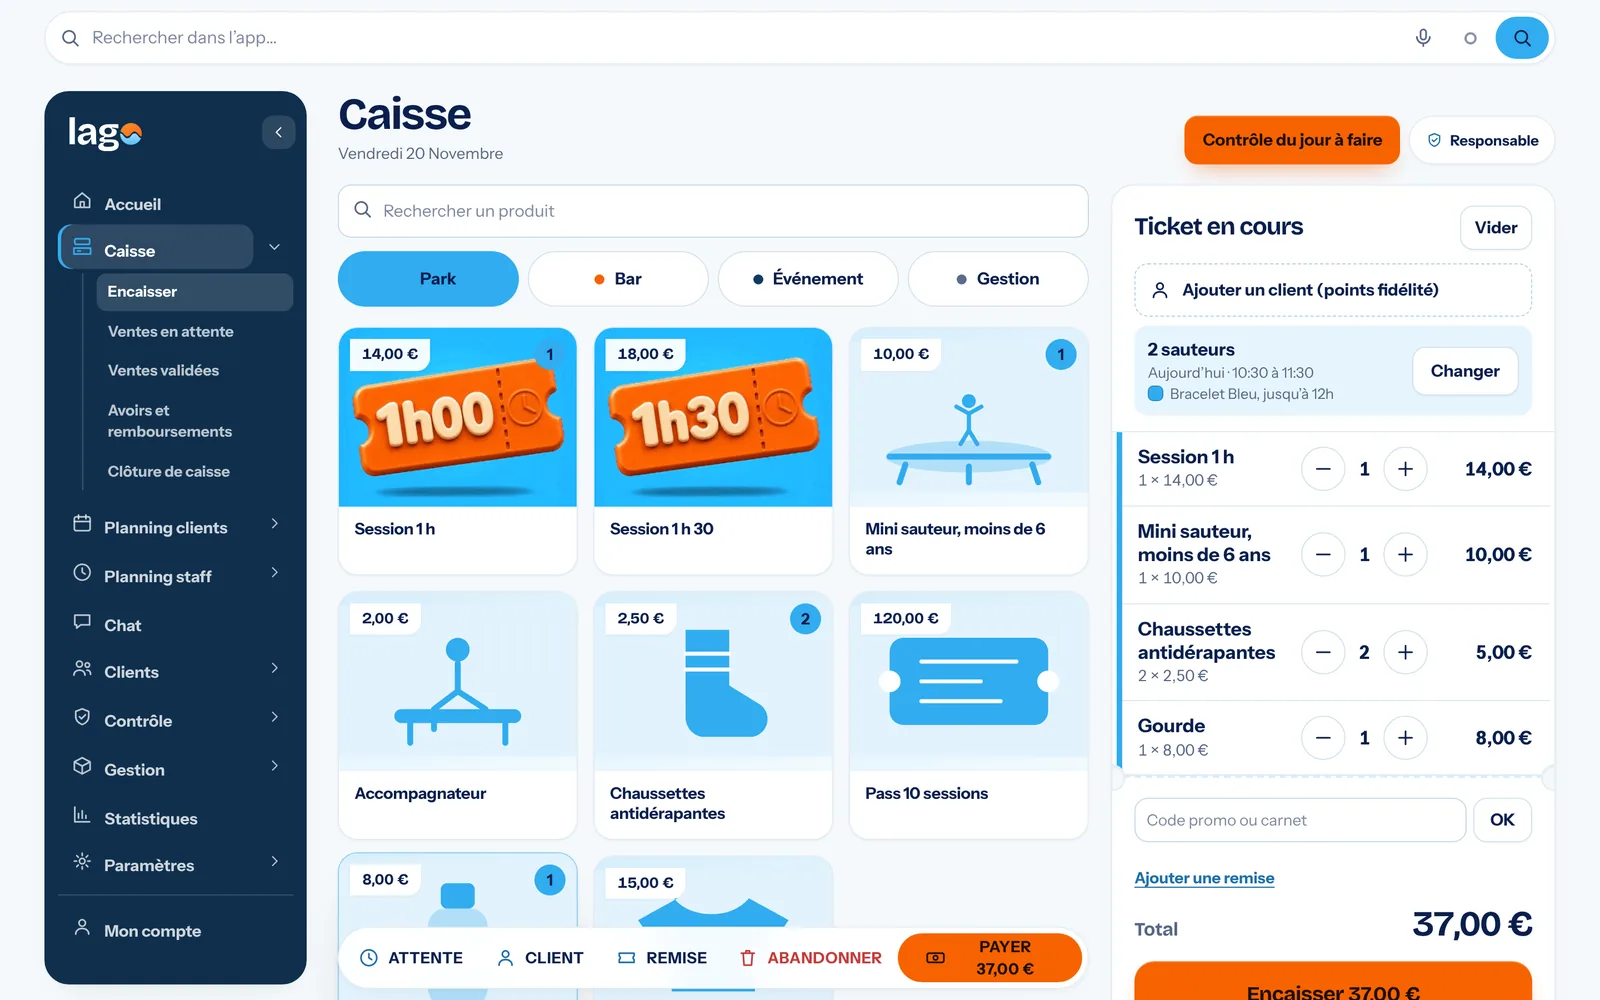 Rechercher dans l'app...
lago
Accueil
Caisse
Encaisser
Ventes en attente
Ventes validées
Avoirs et
remboursements
Clôture de caisse
Planning clients
Planning staff
Chat
Clients
Contrôle
Gestion
Statistiques
Paramètres
Mon compte
Caisse
Vendredi 20 Novembre
Contrôle du jour à faire
Responsable
Rechercher un produit
Park
Bar
Événement
Gestion
14,00 €
1
1h00
Session 1 h
18,00 €
1h30
Session 1 h 30
10,00 €
1
Mini sauteur, moins de 6
ans
2,00 €
Accompagnateur
2,50 €
2
Chaussettes
antidérapantes
120,00 €
Pass 10 sessions
8,00 €
1
15,00 €
ATTENTE
CLIENT
REMISE
ABANDONNER
PAYER
37,00 €
Ticket en cours
Vider
Ajouter un client (points fidélité)
2 sauteurs
Aujourd'hui · 10:30 à 11:30
Bracelet Bleu, jusqu'à 12h
Changer
Session 1 h
1 × 14,00 €
− 1 + 14,00 €
Mini sauteur,
moins de 6 ans
1 × 10,00 €
− 1 + 10,00 €
Chaussettes
antidérapantes
2 × 2,50 €
− 2 + 5,00 €
Gourde
1 × 8,00 €
− 1 + 8,00 €
Code promo ou carnet
OK
Ajouter une remise
Total 37,00 €
Encaisser 37,00 €